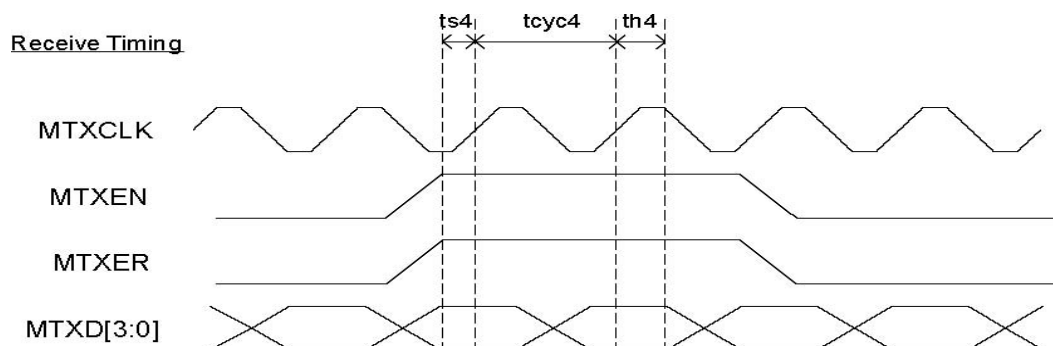 ts4 tcyc4 th4
Receive Timing
MTXCLK
MTXEN
MTXER
MTXD[3:0]